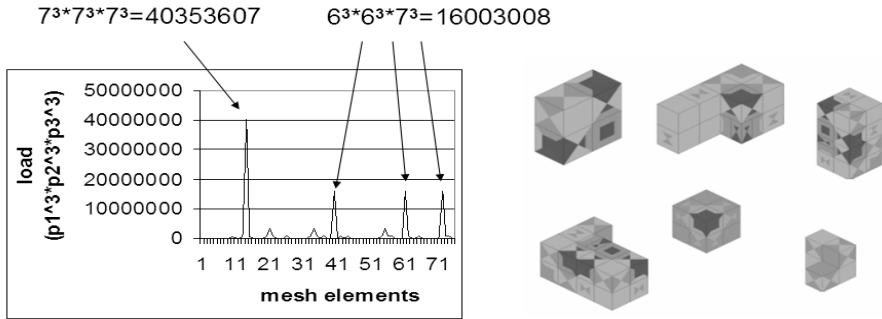 7³*7³*7³=40353607
6³*6³*7³=16003008
50000000
40000000
30000000
20000000
10000000
0
load
(p1^3*p2^3*p3^3)
1 11 21 31 41 51 61 71
mesh elements